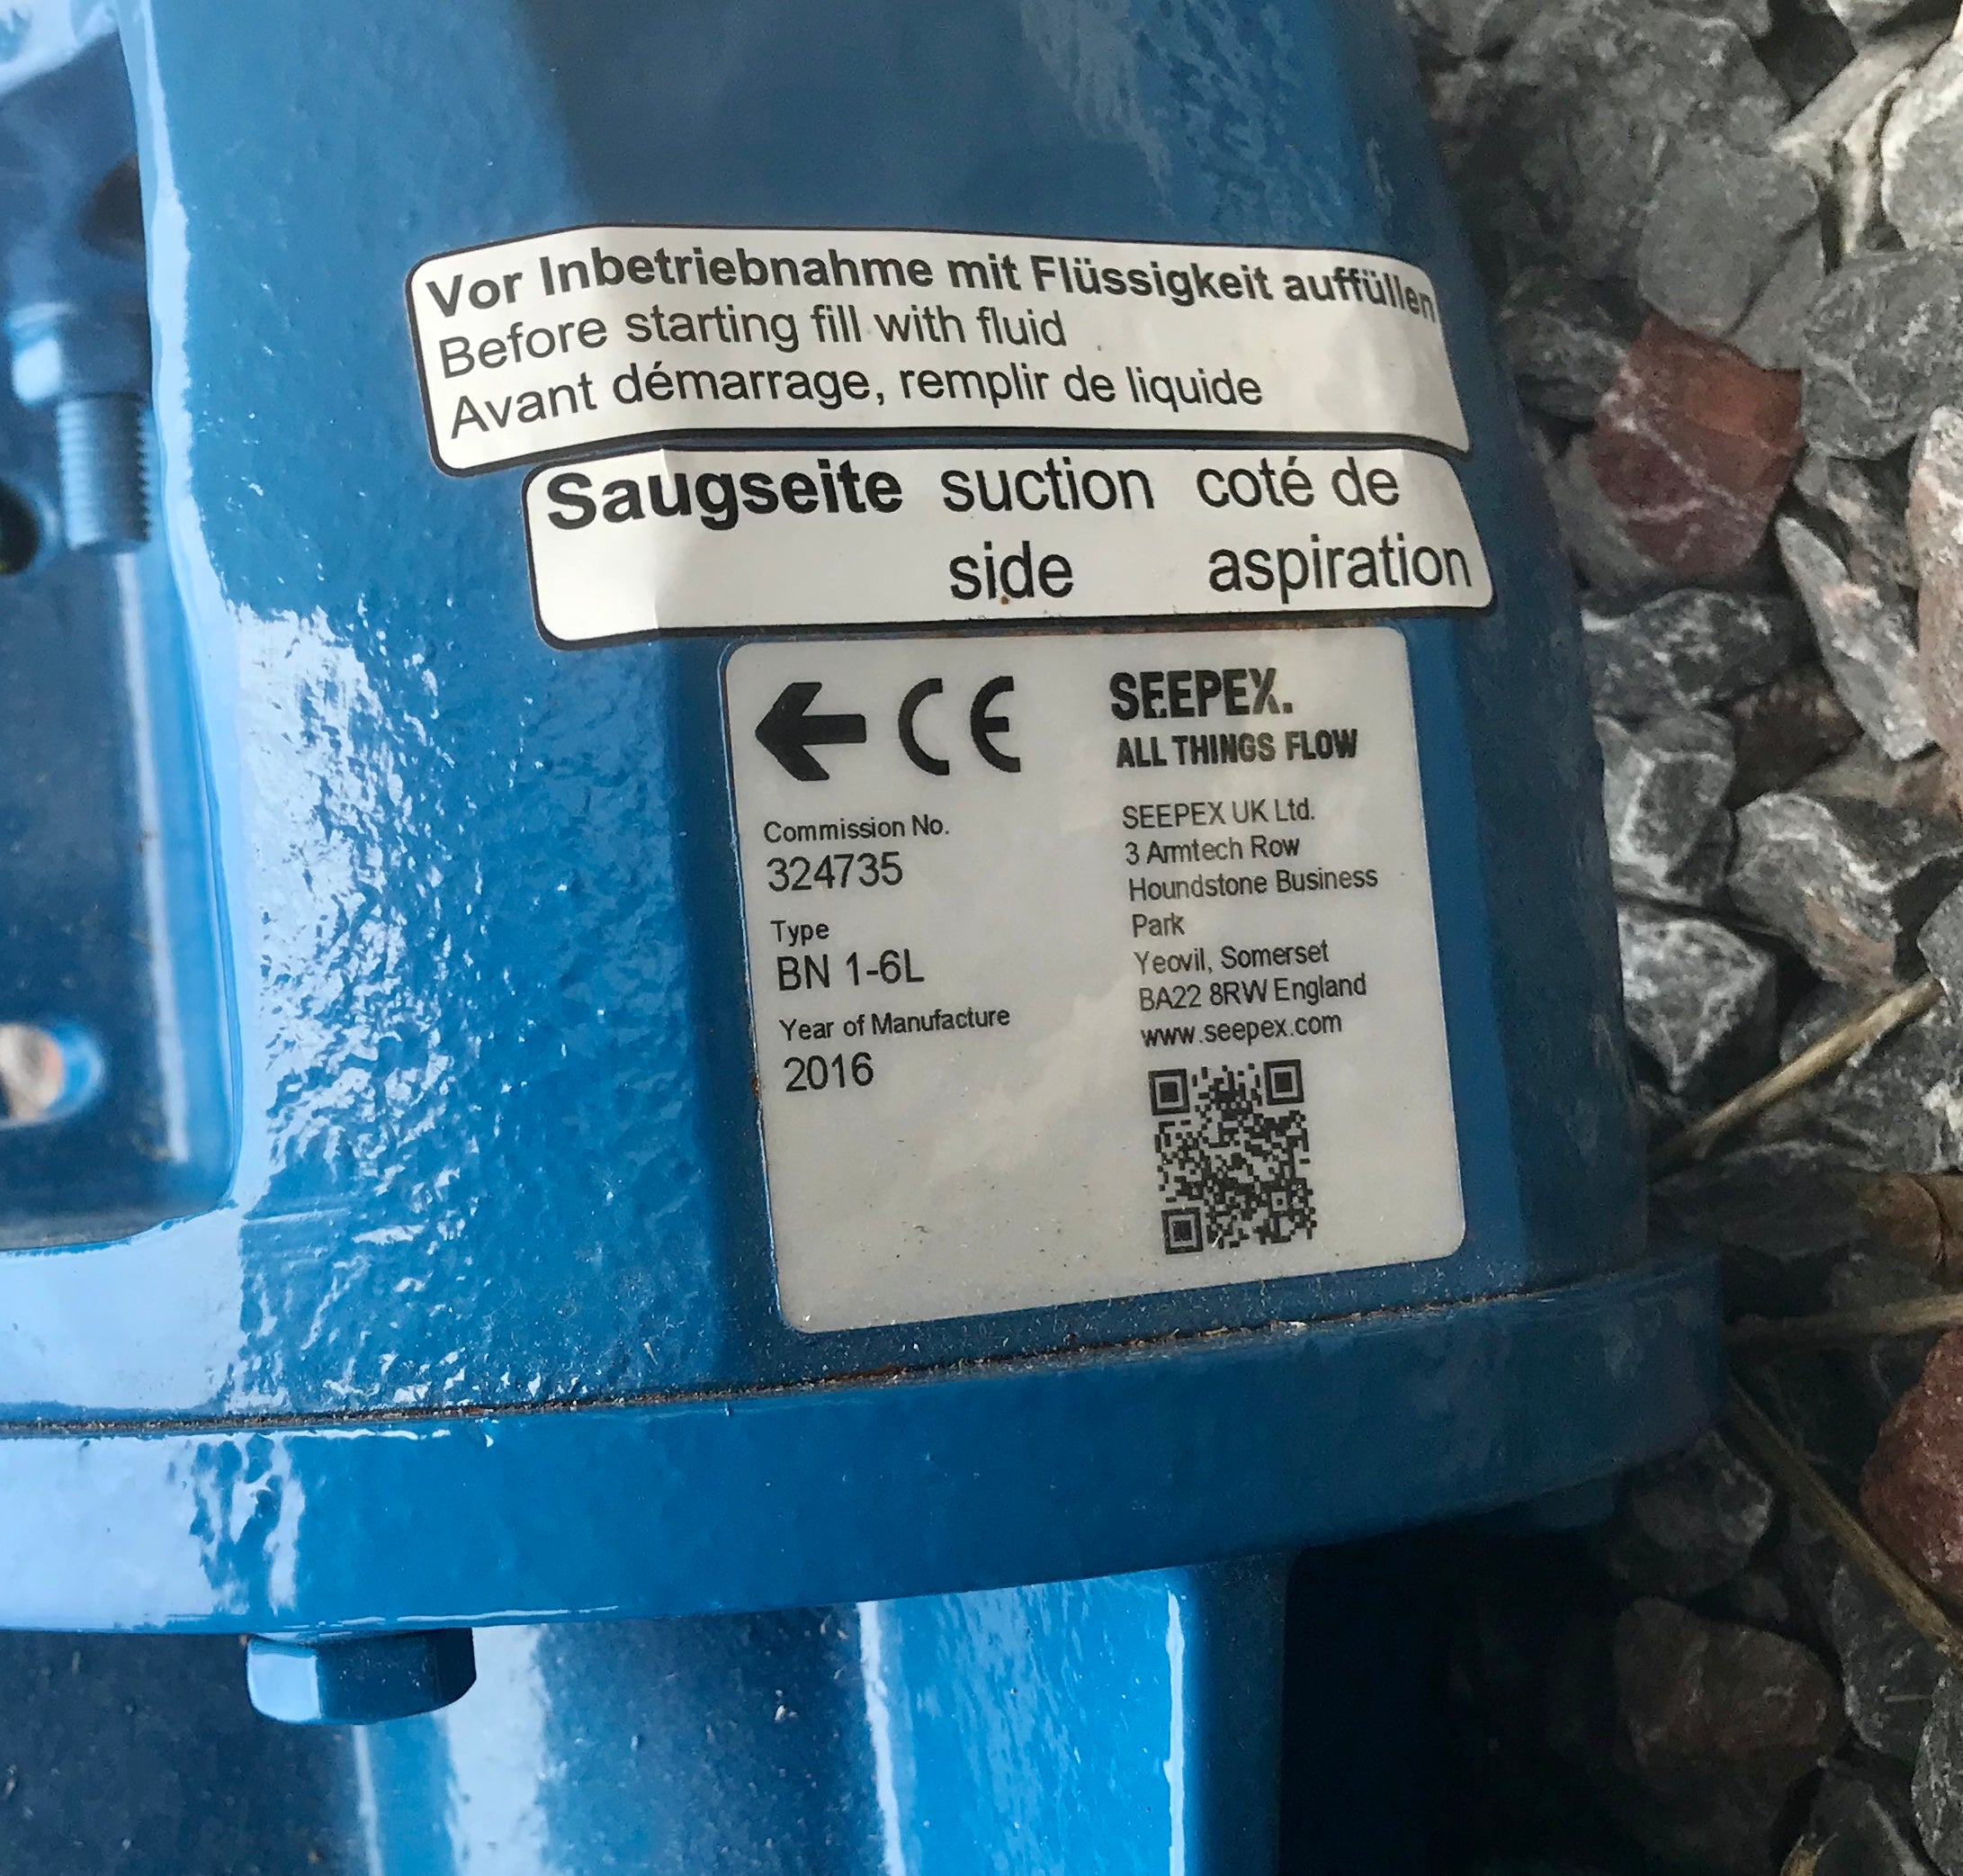 Vor Inbetriebnahme mit Flüssigkeit auffüllen
Before starting fill with fluid
Avant démarrage, remplir de liquide
Saugseite suction coté de
side aspiration
CE
SEEPEX.
ALL THINGS FLOW
Commission No.
324735
Type
BN 1-6L
Year of Manufacture
2016
SEEPEX UK Ltd.
3 Armtech Row
Houndstone Business
Park
Yeovil, Somerset
BA22 8RW England
www.seepex.com